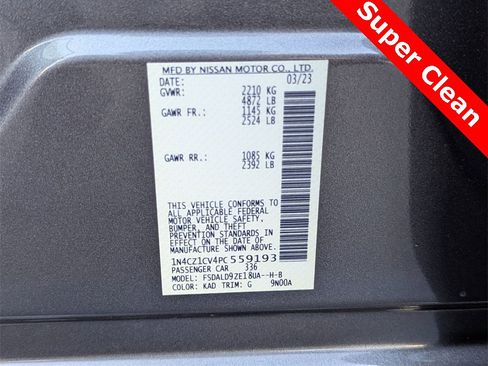 Super Clean
MFD BY NISSAN MOTOR CO., LTD.
DATE: 03/23
GVWR: 2210 KG
4872 LB
GAWR FR.: 1145 KG
2524 LB
GAWR RR.: 1085 KG
2392 LB
THIS VEHICLE CONFORMS TO
ALL APPLICABLE FEDERAL
MOTOR VEHICLE SAFETY,
BUMPER, AND THEFT
PREVENTION STANDARDS
IN EFFECT ON THE DATE OF
MANUFACTURE SHOWN ABOVE.
1N4CZ1CV4PC559193
PASSENGER CAR 336
MODEL: FSDALD9ZE18UA--H-B
COLOR: KAD TRIM: G 9N00A